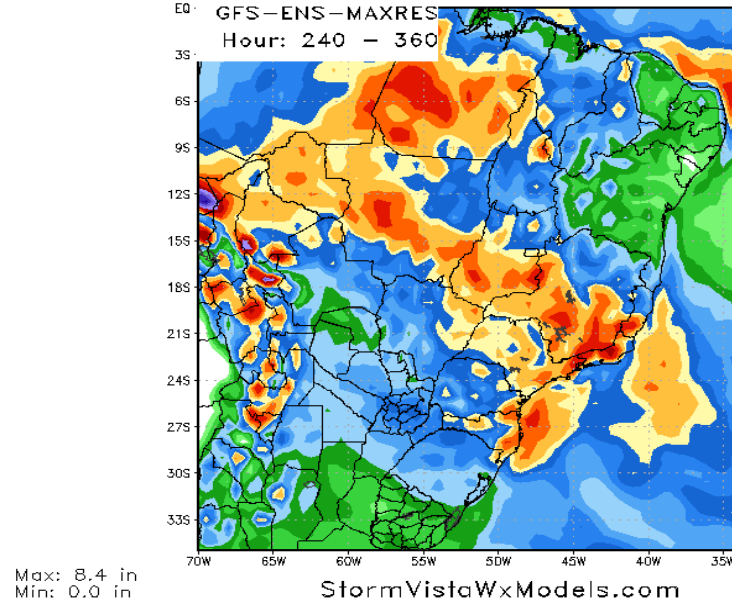 GFS-ENS-MAXRES
Hour: 240 - 360
EQ
3S
6S
9S
12S
15S
18S
21S
24S
27S
30S
33S
70W
65W
60W
55W
50W
45W
40W
35W
Max: 8.4 in
Min: 0.0 in
StormVistaWxModels.com